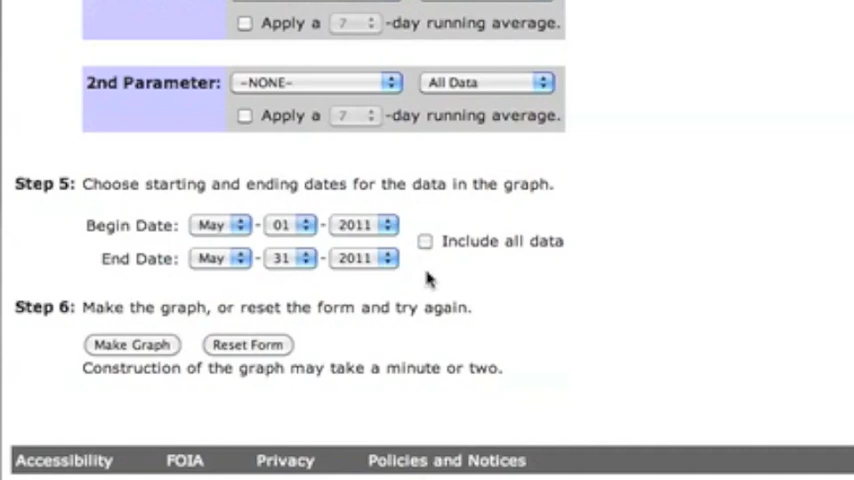 Apply a 7 -day running average.
2nd Parameter: -NONE- All Data
Apply a 7 -day running average.
Step 5: Choose starting and ending dates for the data in the graph.
Begin Date: May - 01 - 2011
Include all data
End Date: May - 31 - 2011
Step 6: Make the graph, or reset the form and try again.
Make Graph Reset Form
Construction of the graph may take a minute or two.
Accessibility FOIA Privacy Policies and Notices